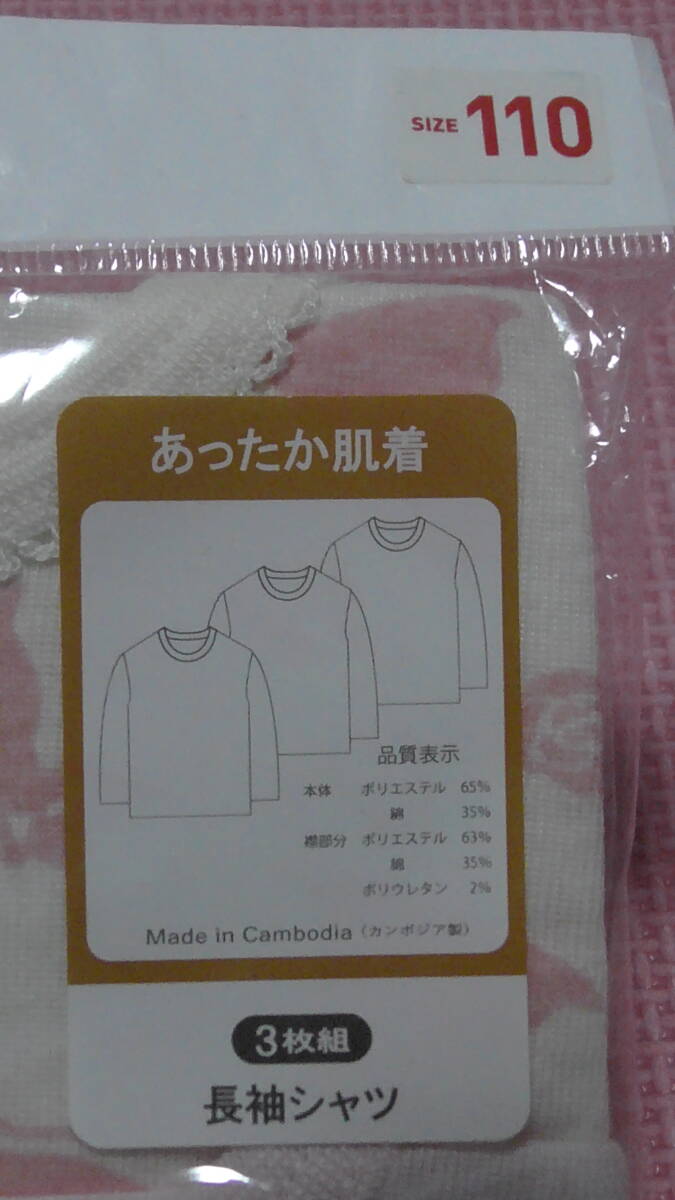 SIZE 110
あったか肌着
品質表示
本体 ポリエステル 65%
綿 35%
襟部分 ポリエステル 63%
綿 35%
ポリウレタン 2%
Made in Cambodia（カンボジア製）
3枚組
長袖シャツ